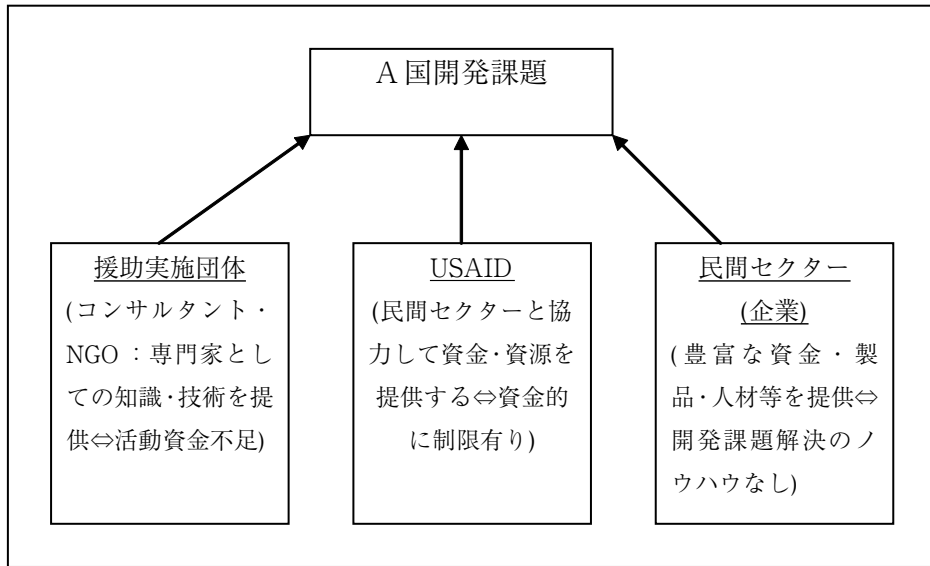 A 国開発課題
援助実施団体
(コンサルタント・
NGO：専門家とし
ての知識・技術を提
供⇔活動資金不足)
USAID
(民間セクターと協
力して資金・資源を
提供する⇔資金的
に制限有り)
民間セクター
(企業)
(豊富な資金・製
品・人材等を提供⇔
開発課題解決のノ
ウハウなし)